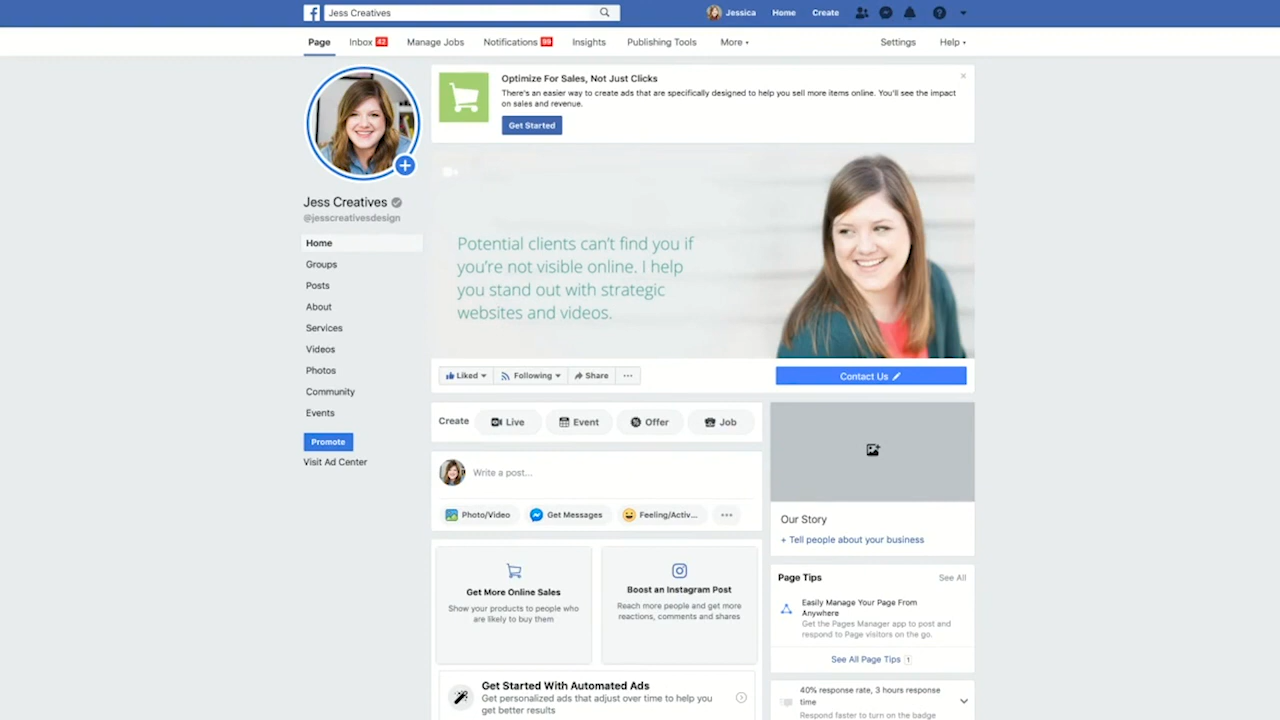 Jess Creatives
Jessica
Home
Create
Page
Inbox 42
Manage Jobs
Notifications 99
Insights
Publishing Tools
More
Settings
Help
Jess Creatives
@jesscreativesdesign
Home
Groups
Posts
About
Services
Videos
Photos
Community
Events
Promote
Visit Ad Center
Optimize For Sales, Not Just Clicks
There's an easier way to create ads that are specifically designed to help you sell more items online. You'll see the impact
on sales and revenue.
Get Started
Potential clients can't find you if
you're not visible online. I help
you stand out with strategic
websites and videos.
Liked
Following
Share
Contact Us
Create
Live
Event
Offer
Job
Write a post...
Photo/Video
Get Messages
Feeling/Activ...
Get More Online Sales
Show your products to people who
are likely to buy them
Boost an Instagram Post
Reach more people and get more
reactions, comments and shares
Get Started With Automated Ads
Get personalized ads that adjust over time to help you
get better results
Our Story
+ Tell people about your business
Page Tips
See All
Easily Manage Your Page From
Anywhere
Get the Pages Manager app to post and
respond to Page visitors on the go.
See All Page Tips 1
40% response rate, 3 hours response
time
Respond faster to turn on the badge